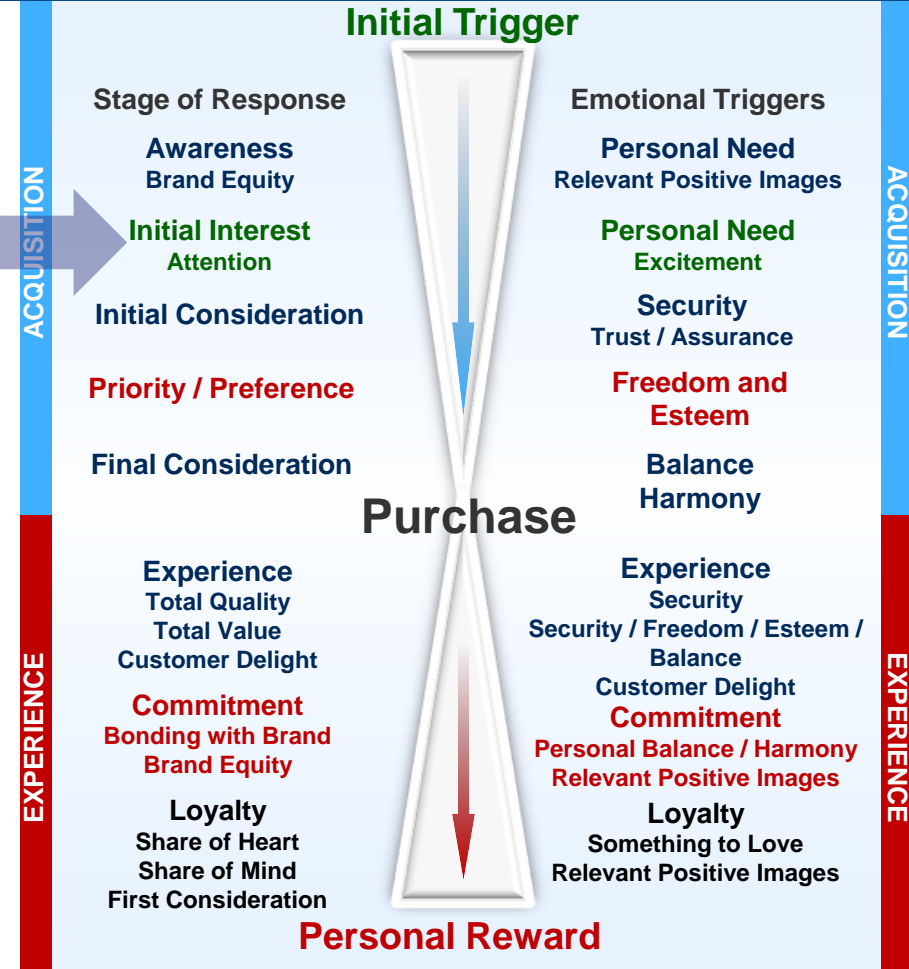 Initial Trigger
Stage of Response
Emotional Triggers
ACQUISITION
ACQUISITION
Awareness
Brand Equity
Personal Need
Relevant Positive Images
Initial Interest
Attention
Personal Need
Excitement
Initial Consideration
Security
Trust / Assurance
Priority / Preference
Freedom and
Esteem
Final Consideration
Balance
Harmony
Purchase
EXPERIENCE
EXPERIENCE
Experience
Total Quality
Total Value
Customer Delight
Experience
Security
Security / Freedom / Esteem /
Balance
Customer Delight
Commitment
Bonding with Brand
Brand Equity
Commitment
Personal Balance / Harmony
Relevant Positive Images
Loyalty
Share of Heart
Share of Mind
First Consideration
Loyalty
Something to Love
Relevant Positive Images
Personal Reward